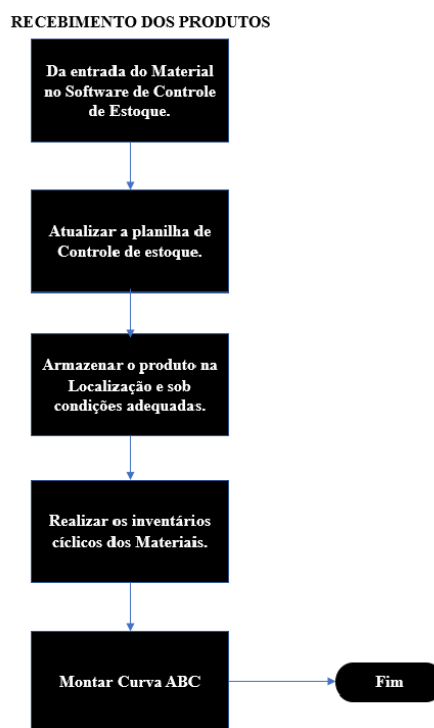 RECEBIMENTO DOS PRODUTOS
Da entrada do Material
no Software de Controle
de Estoque.
Atualizar a planilha de
Controle de estoque.
Armazenar o produto na
Localização e sob
condições adequadas.
Realizar os inventários
cíclicos dos Materiais.
Montar Curva ABC
Fim